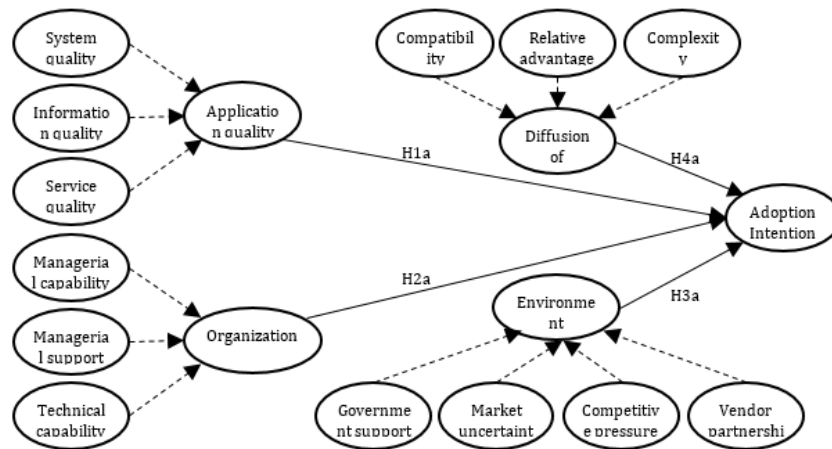 System
quality
Informatio
n quality
Service
quality
Manageria
l capability
Manageria
l support
Technical
capability
Applicatio
n quality
Organization
Compatibil
ity
Relative
advantage
Complexit
y
Diffusion
of
H1a
H2a
H4a
H3a
Adoption
Intention
Environme
nt
Governme
nt support
Market
uncertaint
Competitiv
e pressure
Vendor
partnershi